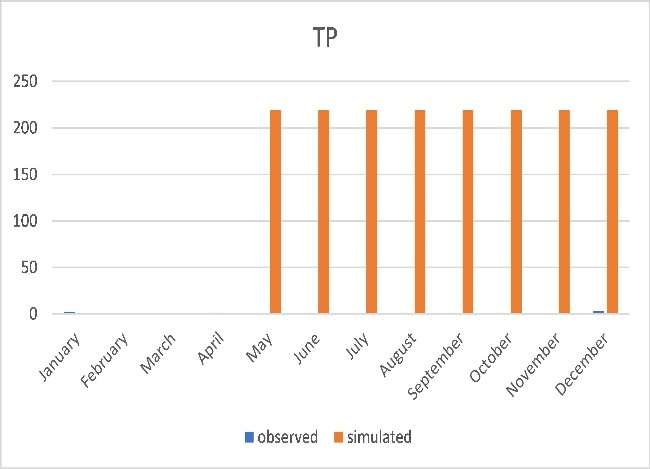 TP
250
200
150
100
50
0
January
February
March
April
May
June
July
August
September
October
November
December
observed
simulated